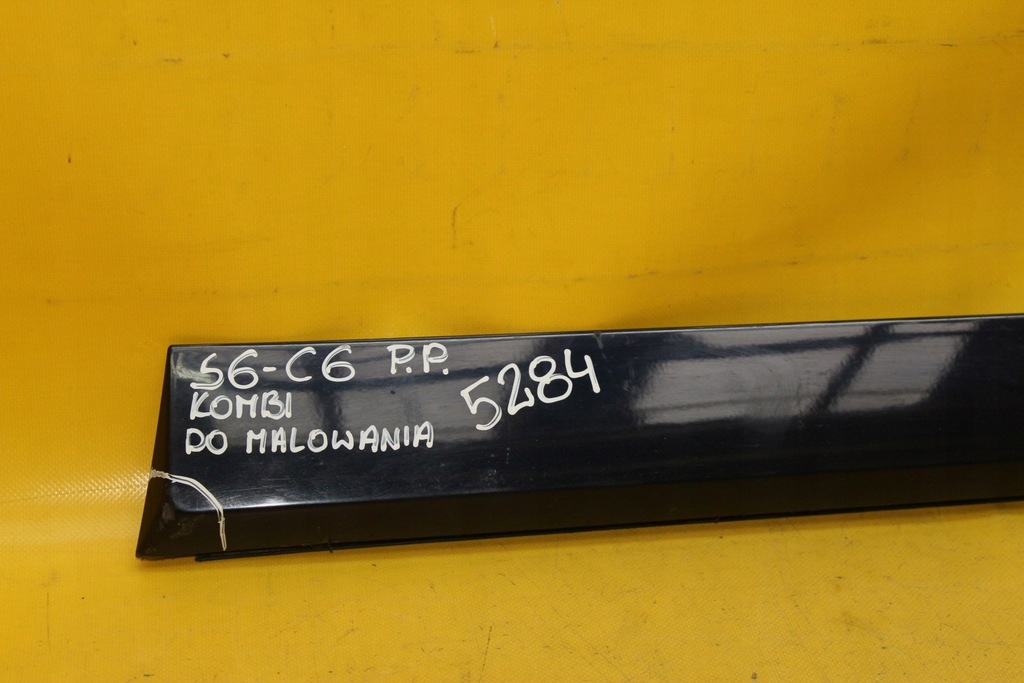 S6-C6 P.P.
KOMBI
DO MALOWANIA
5284